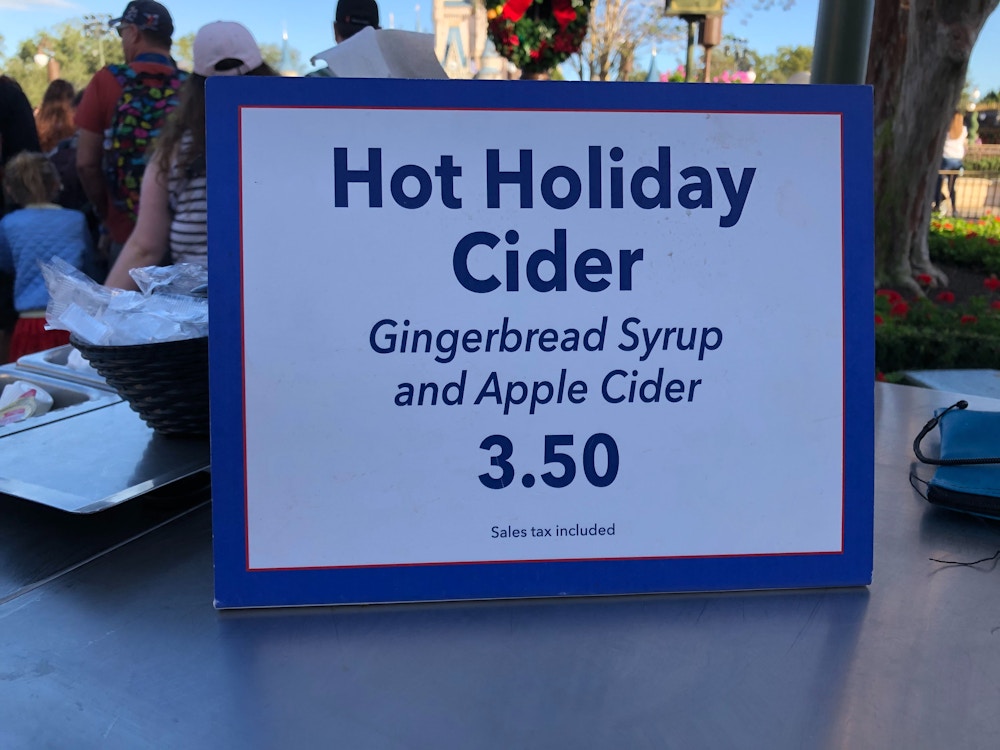 Hot Holiday
Cider
Gingerbread Syrup
and Apple Cider
3.50
Sales tax included